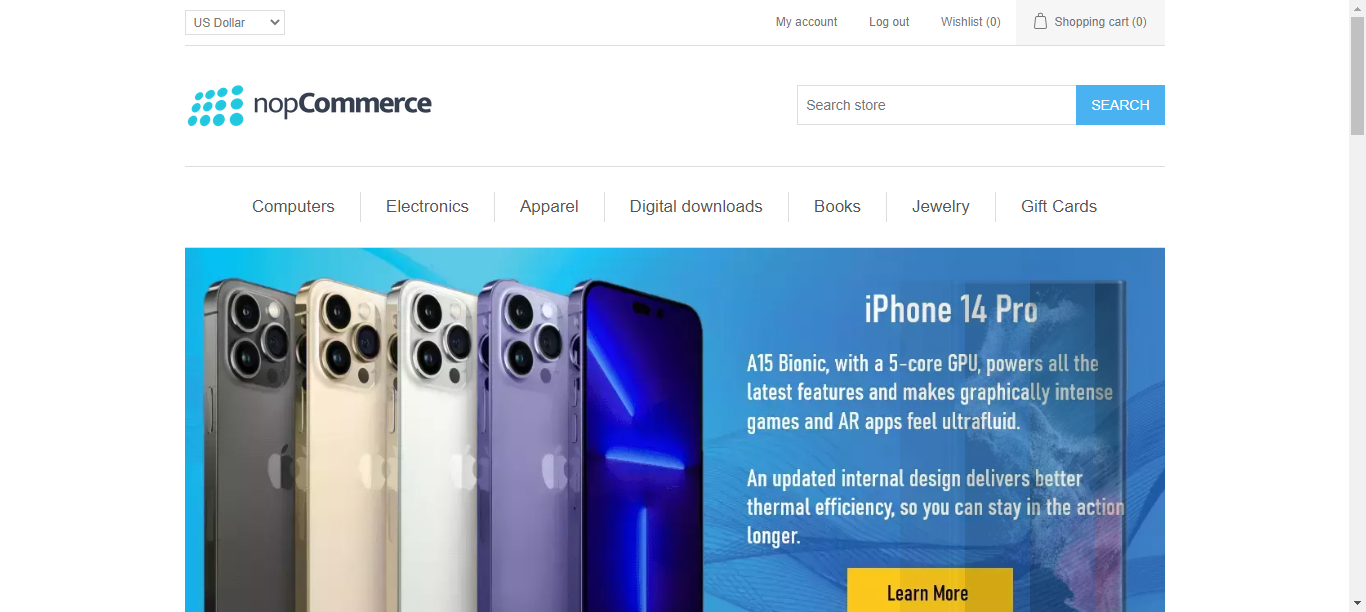 US Dollar
My account
Log out
Wishlist (0)
Shopping cart (0)
nopCommerce
Search store
SEARCH
Computers
Electronics
Apparel
Digital downloads
Books
Jewelry
Gift Cards
iPhone 14 Pro
A15 Bionic, with a 5-core GPU, powers all the
latest features and makes graphically intense
games and AR apps feel ultrafluid.
An updated internal design delivers better
thermal efficiency, so you can stay in the action
longer.
Learn More